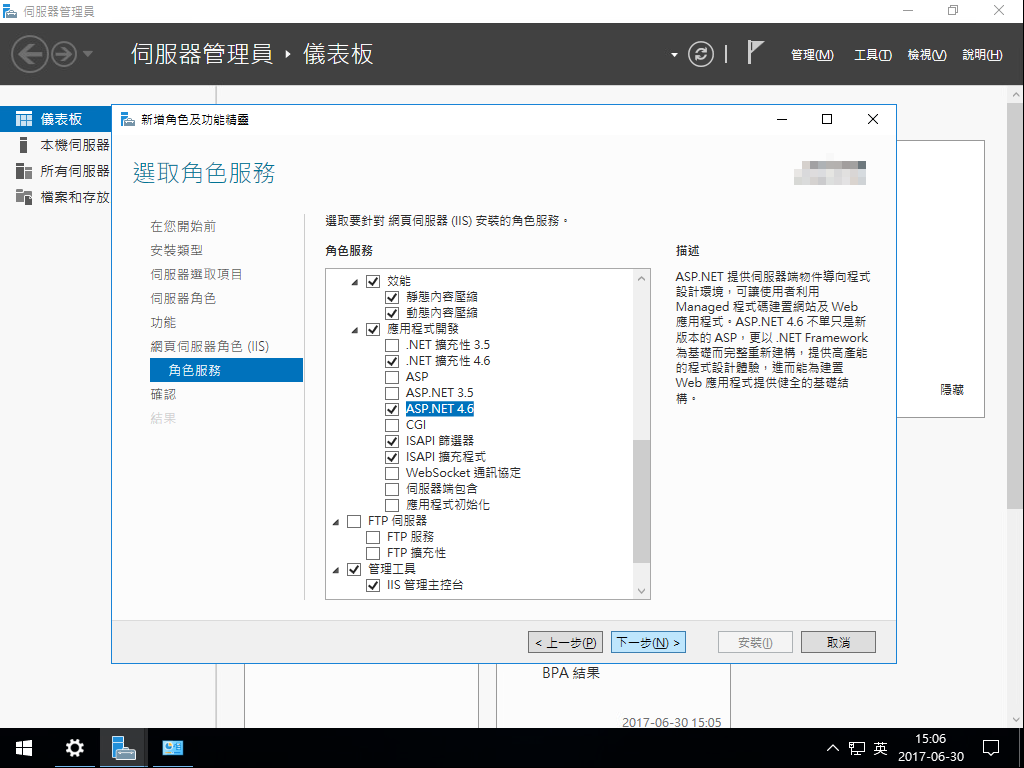 伺服器管理員
伺服器管理員 ‣ 儀表板
管理(M) 工具(T) 檢視(V) 說明(H)
儀表板
本機伺服器
所有伺服器
檔案和存放
新增角色及功能精靈
選取角色服務
在您開始前
安裝類型
伺服器選取項目
伺服器角色
功能
網頁伺服器角色 (IIS)
角色服務
確認
結果
選取要針對 網頁伺服器 (IIS) 安裝的角色服務。
角色服務
效能
靜態內容壓縮
動態內容壓縮
應用程式開發
.NET 擴充性 3.5
.NET 擴充性 4.6
ASP
ASP.NET 3.5
ASP.NET 4.6
CGI
ISAPI 篩選器
ISAPI 擴充程式
WebSocket 通訊協定
伺服器端包含
應用程式初始化
FTP 伺服器
FTP 服務
FTP 擴充性
管理工具
IIS 管理主控台
描述
ASP.NET 提供伺服器端物件導向程式
設計環境，可讓使用者利用
Managed 程式碼建置網站及 Web
應用程式。ASP.NET 4.6 不單只是新
版本的 ASP，更以 .NET Framework
為基礎而完整重新建構，提供高產能
的程式設計體驗，進而能為建置
Web 應用程式提供健全的基礎結
構。
隱藏
< 上一步(P) 下一步(N) > 安裝(I) 取消
BPA 結果
2017-06-30 15:05
英
15:06
2017-06-30